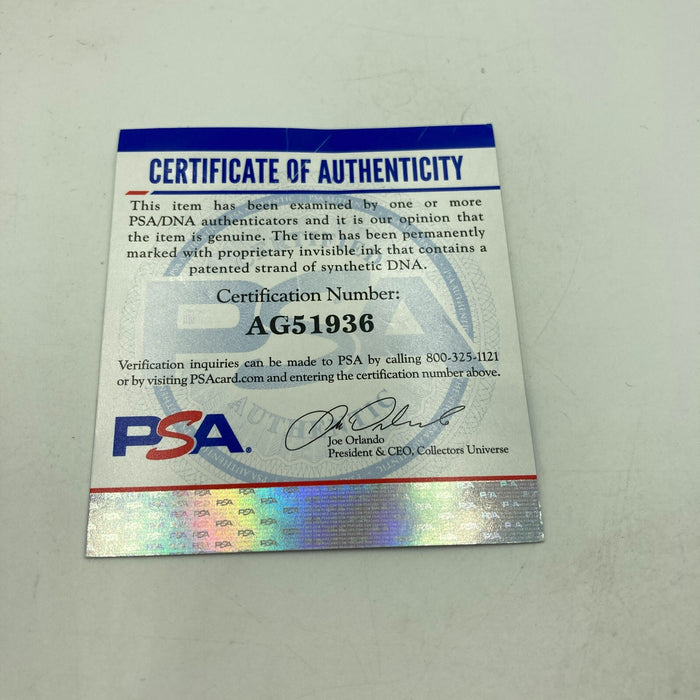 CERTIFICATE OF AUTHENTICITY
This item has been examined by one or more
PSA/DNA authenticators and it is our opinion that
the item is genuine. The item has been permanently
marked with proprietary invisible ink that contains a
patented strand of synthetic DNA.
Certification Number:
AG51936
Verification inquiries can be made to PSA by calling 800-325-1121
or by visiting PSAcard.com and entering the certification number above.
PSA.
Joe Orlando
President & CEO, Collectors Universe